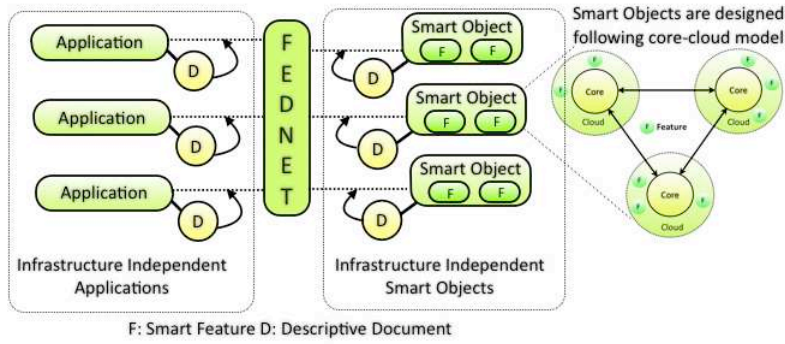 Application
D
Application
D
Application
D
Infrastructure Independent
Applications
F
E
D
N
E
T
Smart Object
F F
D
Smart Object
F F
D
Smart Object
F F
D
Infrastructure Independent
Smart Objects
Smart Objects are designed
following core-cloud model
F
F
Core
Cloud
F
F
F
Core
Cloud
F Feature
F
F
F
Core
Cloud
F: Smart Feature D: Descriptive Document